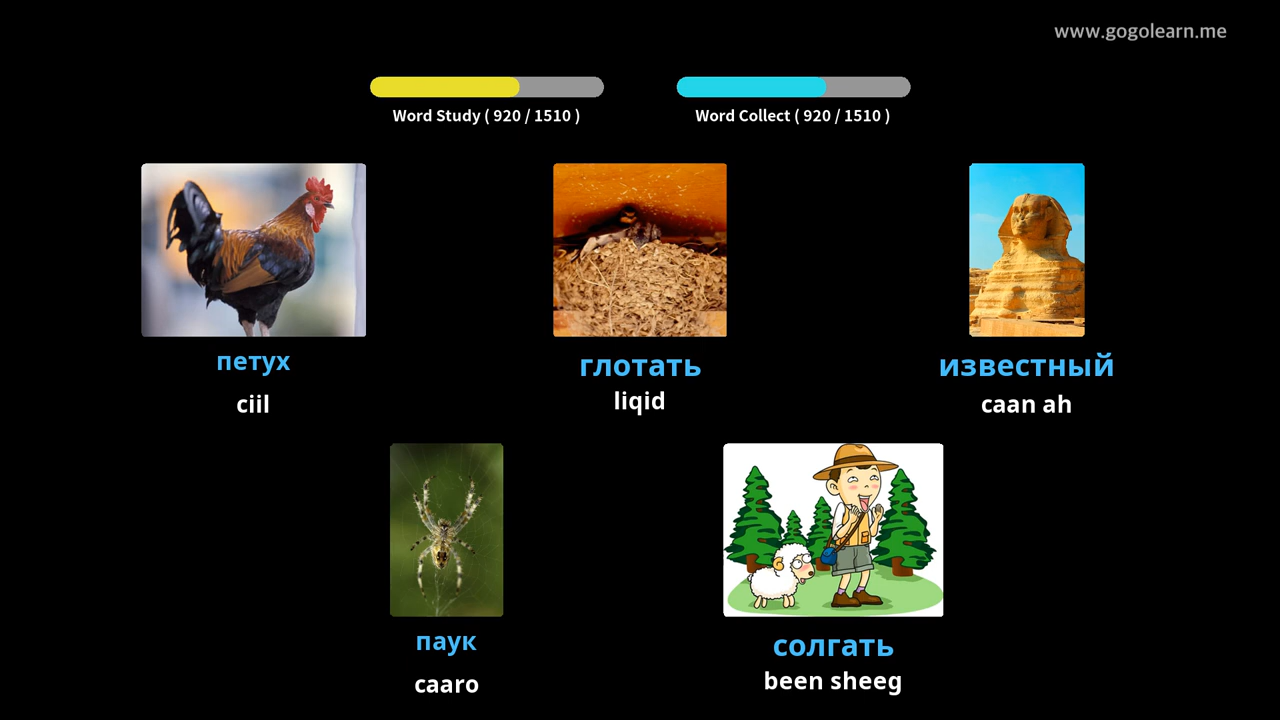 www.gogolearn.me
Word Study ( 920 / 1510 )
Word Collect ( 920 / 1510 )
петух
ciil
глотать
liqid
известный
caan ah
паук
caaro
солгать
been sheeg